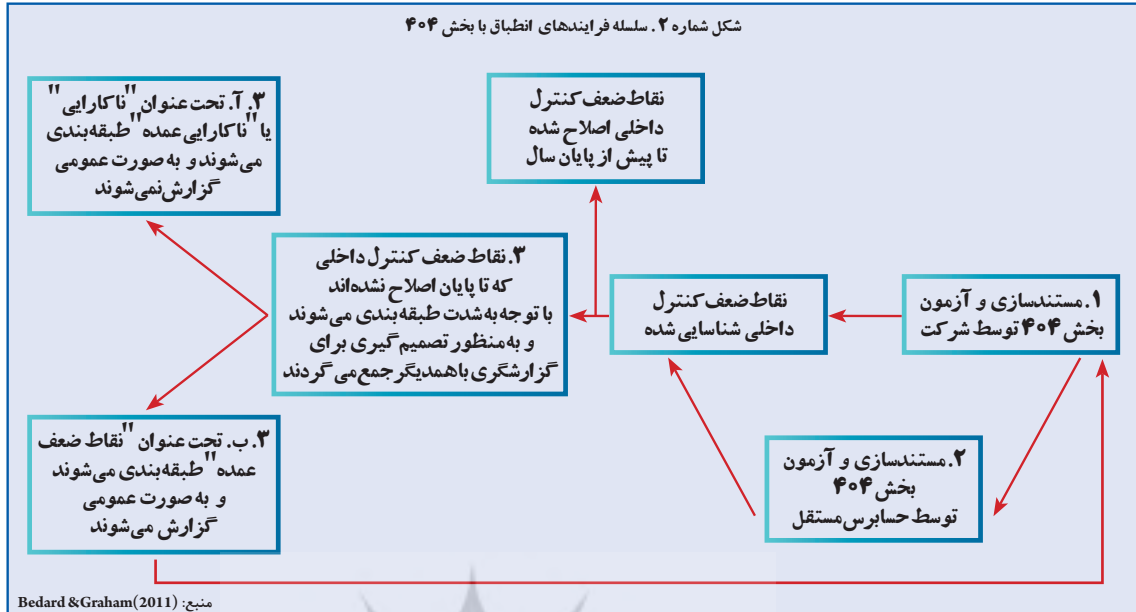 شکل شماره ۲. سلسله فرایندهای انطباق با بخش ۴۰۴
نقاط ضعف کنترل
داخلی اصلاح شده
تا پیش از پایان سال
۳. آ. تحت عنوان "ناکارایی"
یا "ناکارایی عمده" طبقه‌بندی
می‌شوند و به صورت عمومی
گزارش نمی‌شوند
۱. مستندسازی و آزمون
بخش ۴۰۴ توسط شرکت
نقاط ضعف کنترل
داخلی شناسایی شده
۳. نقاط ضعف کنترل داخلی
که تا پایان اصلاح نشده‌اند
با توجه به شدت طبقه‌بندی می‌شوند
و به منظور تصمیم‌گیری برای
گزارشگری باهمدیگر جمع می‌گردند
۲. مستندسازی و آزمون
بخش ۴۰۴
توسط حسابرس مستقل
۳. ب. تحت عنوان "نقاط ضعف
عمده" طبقه‌بندی می‌شوند
و به صورت عمومی
گزارش می‌شوند
منبع: Bedard &Graham(2011)